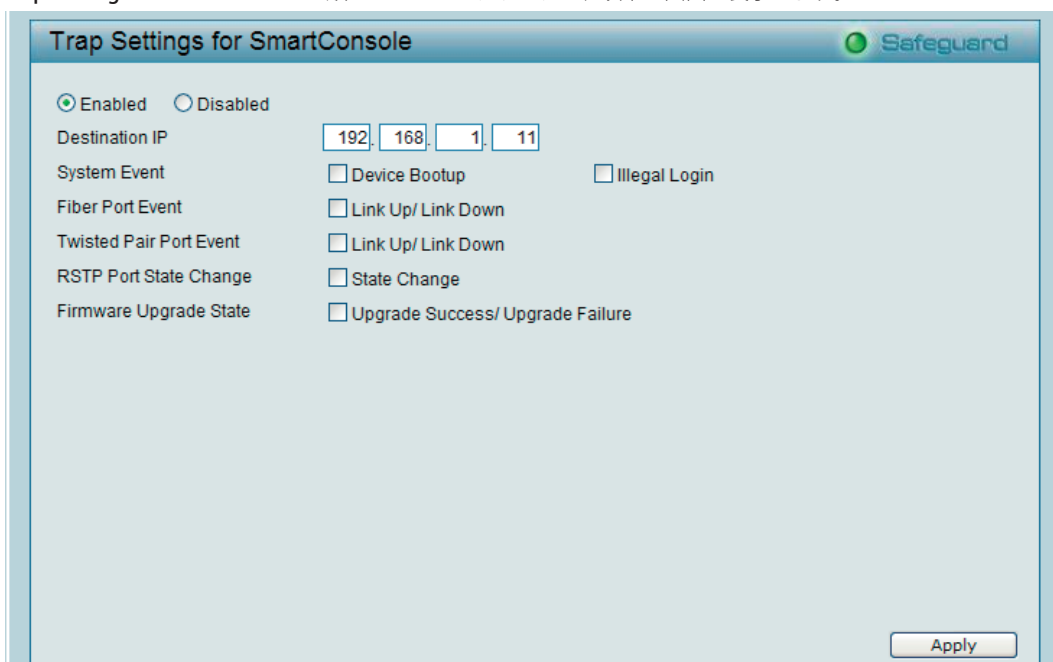 Trap Settings for SmartConsole
Safeguard
Enabled Disabled
Destination IP 192. 168. 1. 11
System Event Device Bootup Illegal Login
Fiber Port Event Link Up/ Link Down
Twisted Pair Port Event Link Up/ Link Down
RSTP Port State Change State Change
Firmware Upgrade State Upgrade Success/ Upgrade Failure
Apply